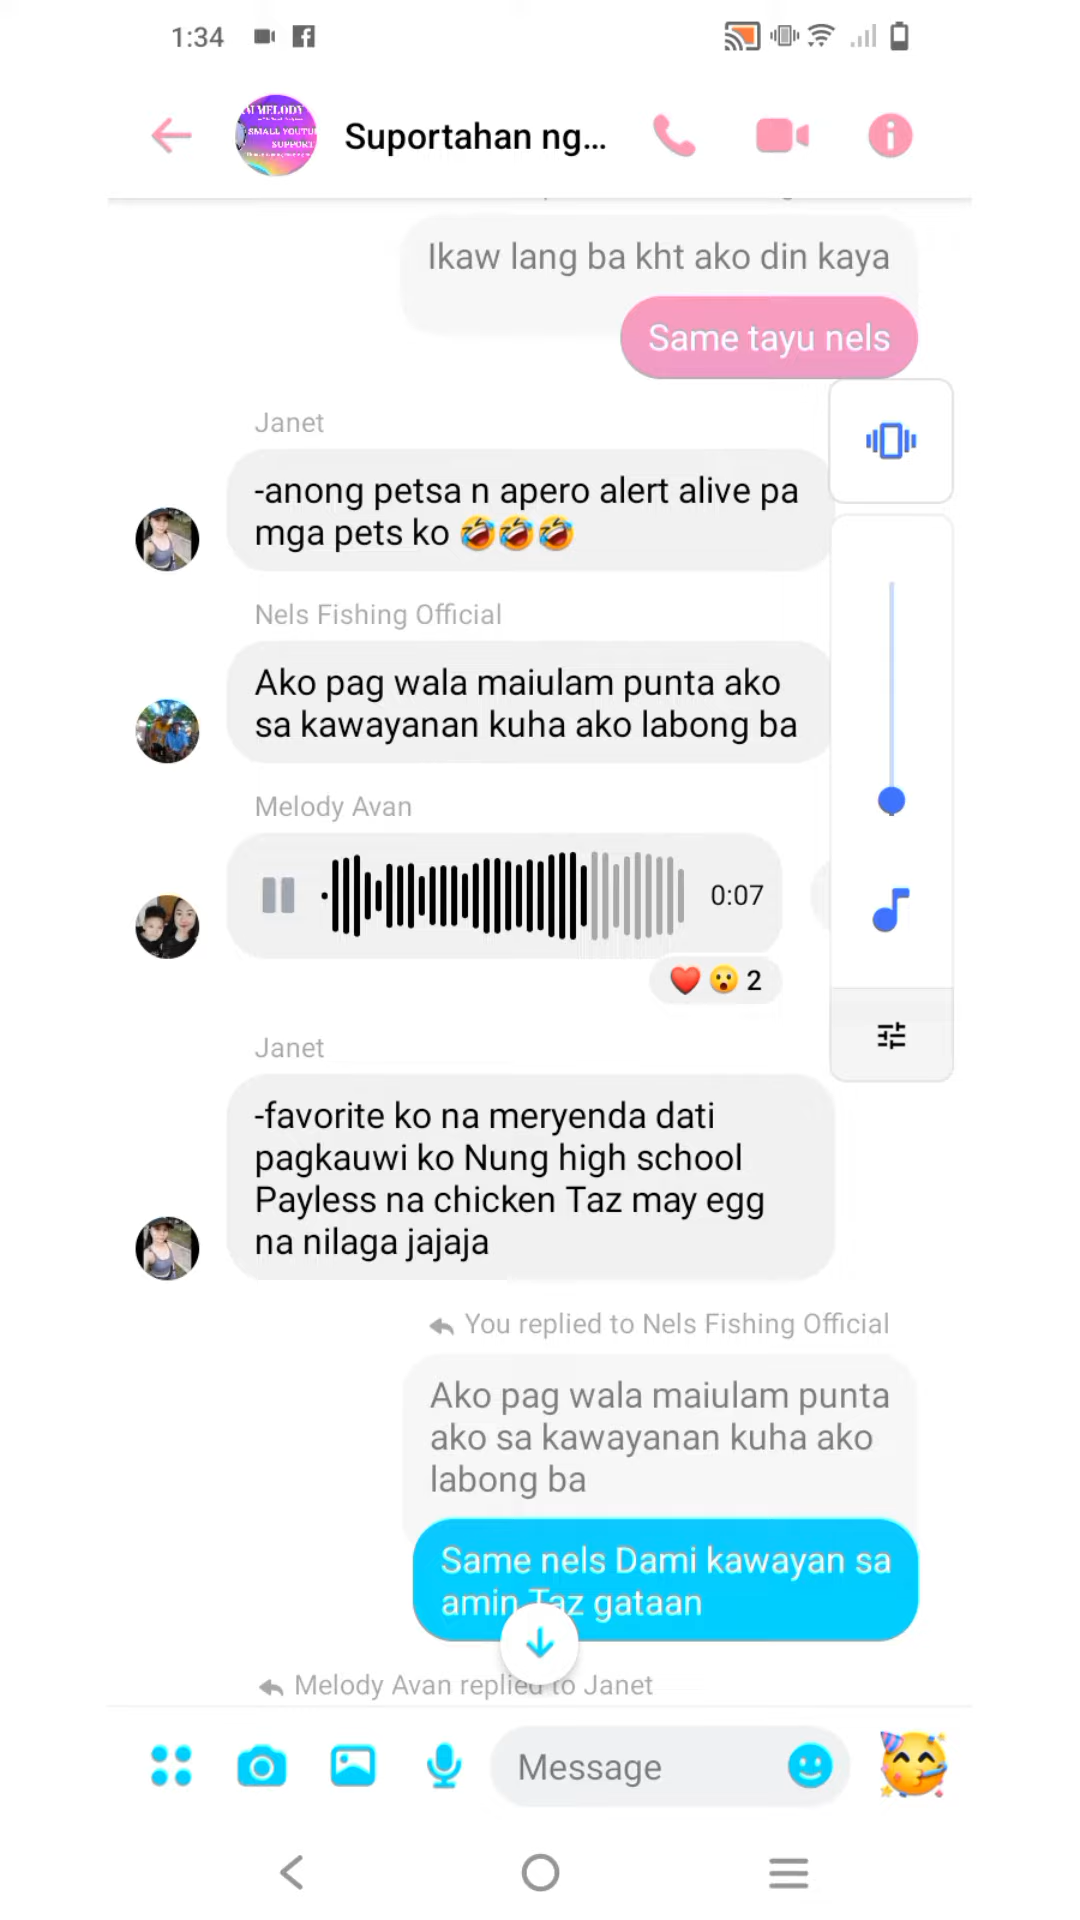 1:34
N MELODY
SMALL YOUTU
SUPPORT
Suportahan ng...
Ikaw lang ba kht ako din kaya
Same tayu nels
Janet
-anong petsa n apero alert alive pa
mga pets ko 🤣🤣🤣
Nels Fishing Official
Ako pag wala maiulam punta ako
sa kawayanan kuha ako labong ba
Melody Avan
0:07
❤️ 😮 2
Janet
-favorite ko na meryenda dati
pagkauwi ko Nung high school
Payless na chicken Taz may egg
na nilaga jajaja
You replied to Nels Fishing Official
Ako pag wala maiulam punta
ako sa kawayanan kuha ako
labong ba
Same nels Dami kawayan sa
amin Taz gataan
Melody Avan replied to Janet
Message